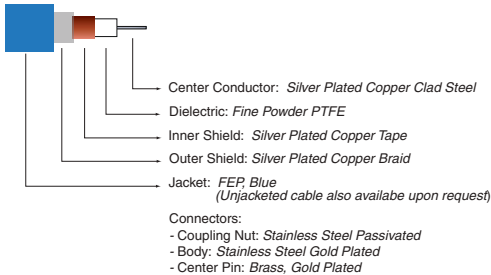 Center Conductor: Silver Plated Copper Clad Steel
Dielectric: Fine Powder PTFE
Inner Shield: Silver Plated Copper Tape
Outer Shield: Silver Plated Copper Braid
Jacket: FEP, Blue
(Unjacketed cable also availabe upon request)
Connectors:
- Coupling Nut: Stainless Steel Passivated
- Body: Stainless Steel Gold Plated
- Center Pin: Brass, Gold Plated